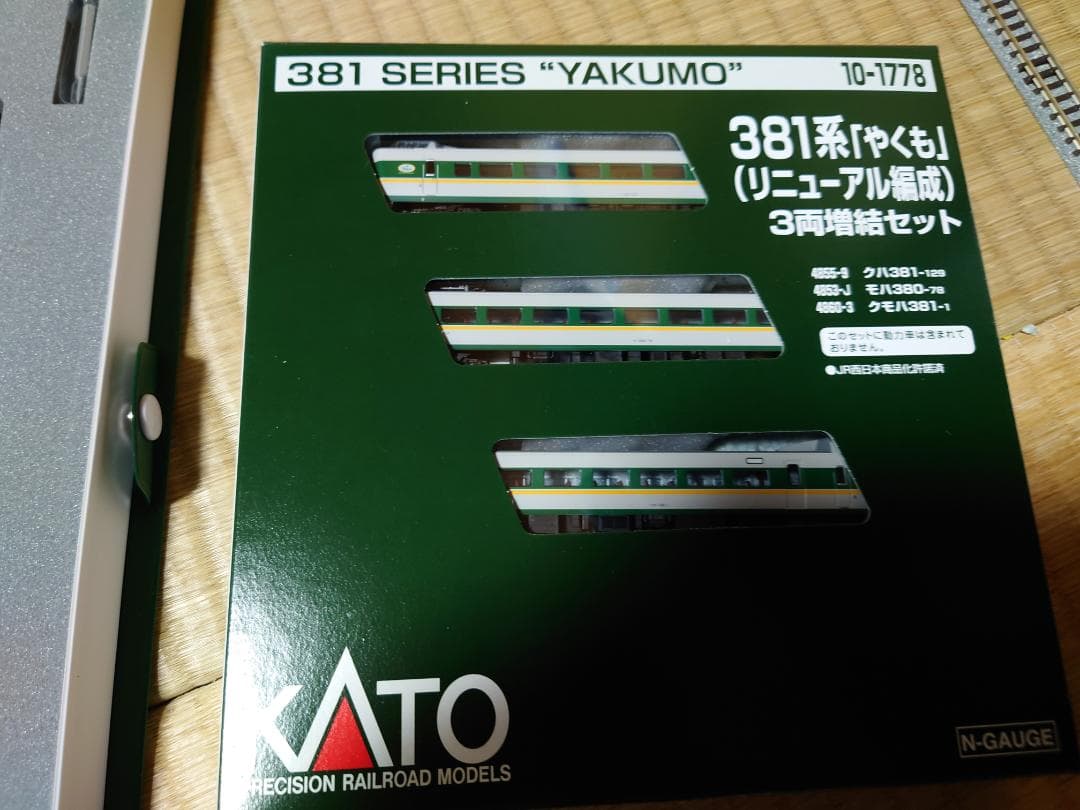 381 SERIES "YAKUMO" 10-1778
381系「やくも」
(リニューアル編成)
3両増結セット
4855-9 クハ381-129
4853-J モハ380-78
4860-3 クモハ381-1
このセットに動力車は含まれて
おりません。
●JR西日本商品化許諾済
KATO
PRECISION RAILROAD MODELS
N-GAUGE